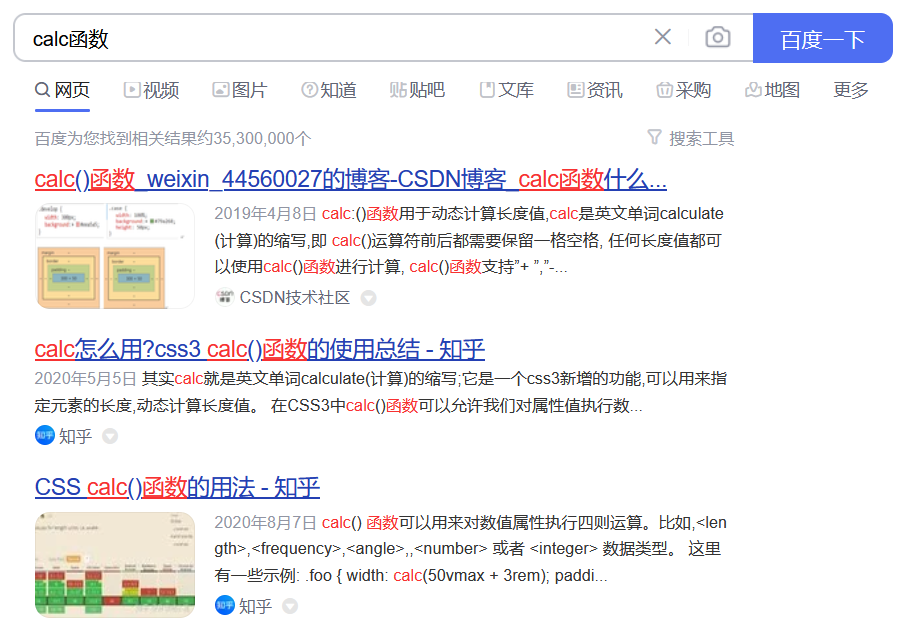 calc函数
百度一下
网页 视频 图片 知道 贴吧 文库 资讯 采购 地图 更多
百度为您找到相关结果约35,300,000个 搜索工具
calc()函数_weixin_44560027的博客-CSDN博客_calc函数什么...
2019年4月8日 calc:()函数用于动态计算长度值,calc是英文单词calculate
(计算)的缩写,即 calc()运算符前后都需要保留一格空格, 任何长度值都可
以使用calc()函数进行计算, calc()函数支持”+ ”,”-...
CSDN技术社区
calc怎么用?css3 calc()函数的使用总结 - 知乎
2020年5月5日 其实calc就是英文单词calculate(计算)的缩写;它是一个css3新增的功能,可以用来指
定元素的长度,动态计算长度值。 在CSS3中calc()函数可以允许我们对属性值执行数...
知乎 知乎
CSS calc()函数的用法 - 知乎
2020年8月7日 calc() 函数可以用来对数值属性执行四则运算。比如,<len
gth>,<frequency>,<angle>,,<number> 或者 <integer> 数据类型。 这里
有一些示例: .foo { width: calc(50vmax + 3rem); paddi...
知乎 知乎